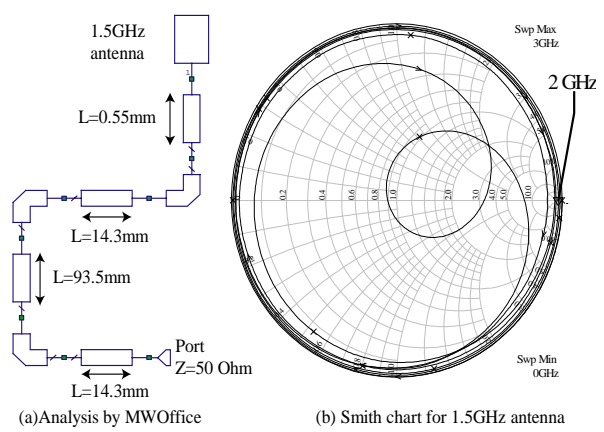 1.5GHz
antenna
1
L=0.55mm
L=14.3mm
L=93.5mm
Port
Z=50 Ohm
L=14.3mm
(a)Analysis by MWOffice
Swp Max
3GHz
2 GHz
0.2
0.4
0.6
0.8
1.0
2.0
3.0
4.0
5.0
10.0
Swp Min
0GHz
(b) Smith chart for 1.5GHz antenna